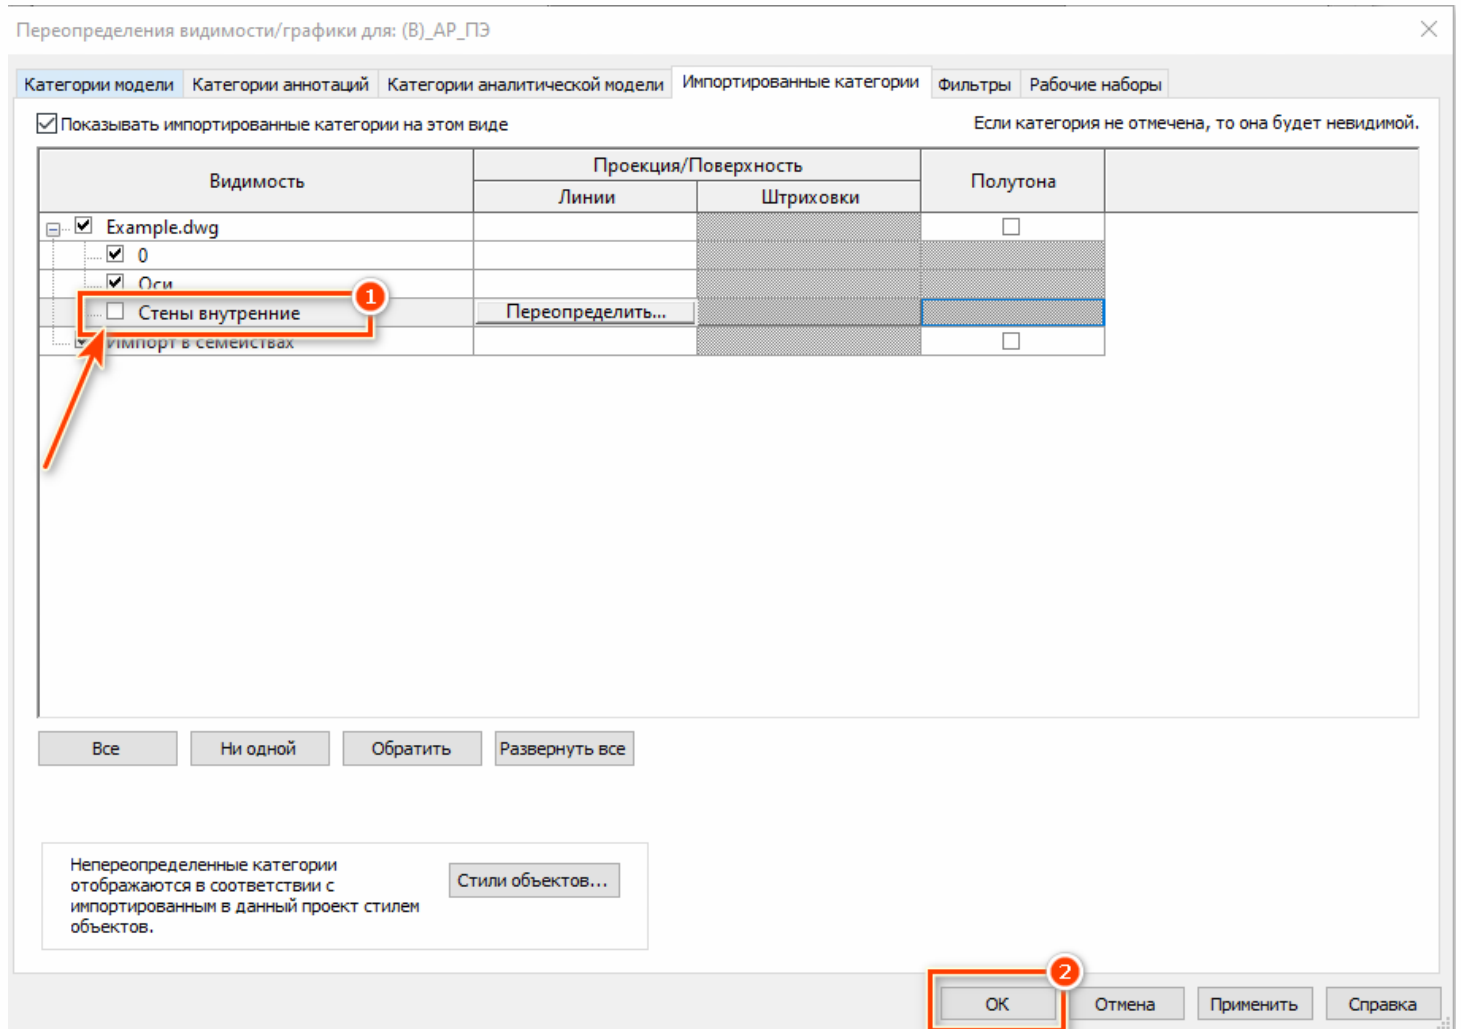 Переопределения видимости/графики для: (В)_АР_ПЭ
Категории модели Категории аннотаций Категории аналитической модели Импортированные категории Фильтры Рабочие наборы
Показывать импортированные категории на этом виде Если категория не отмечена, то она будет невидимой.
Видимость Проекция/Поверхность Полутона
Линии Штриховки
Example.dwg
0
Оси
1
Стены внутренние Переопределить...
Импорт в семействах
Все Ни одной Обратить Развернуть все
Непереопределенные категории
отображаются в соответствии с
импортированным в данный проект стилем
объектов.
Стили объектов...
2
ОК Отмена Применить Справка